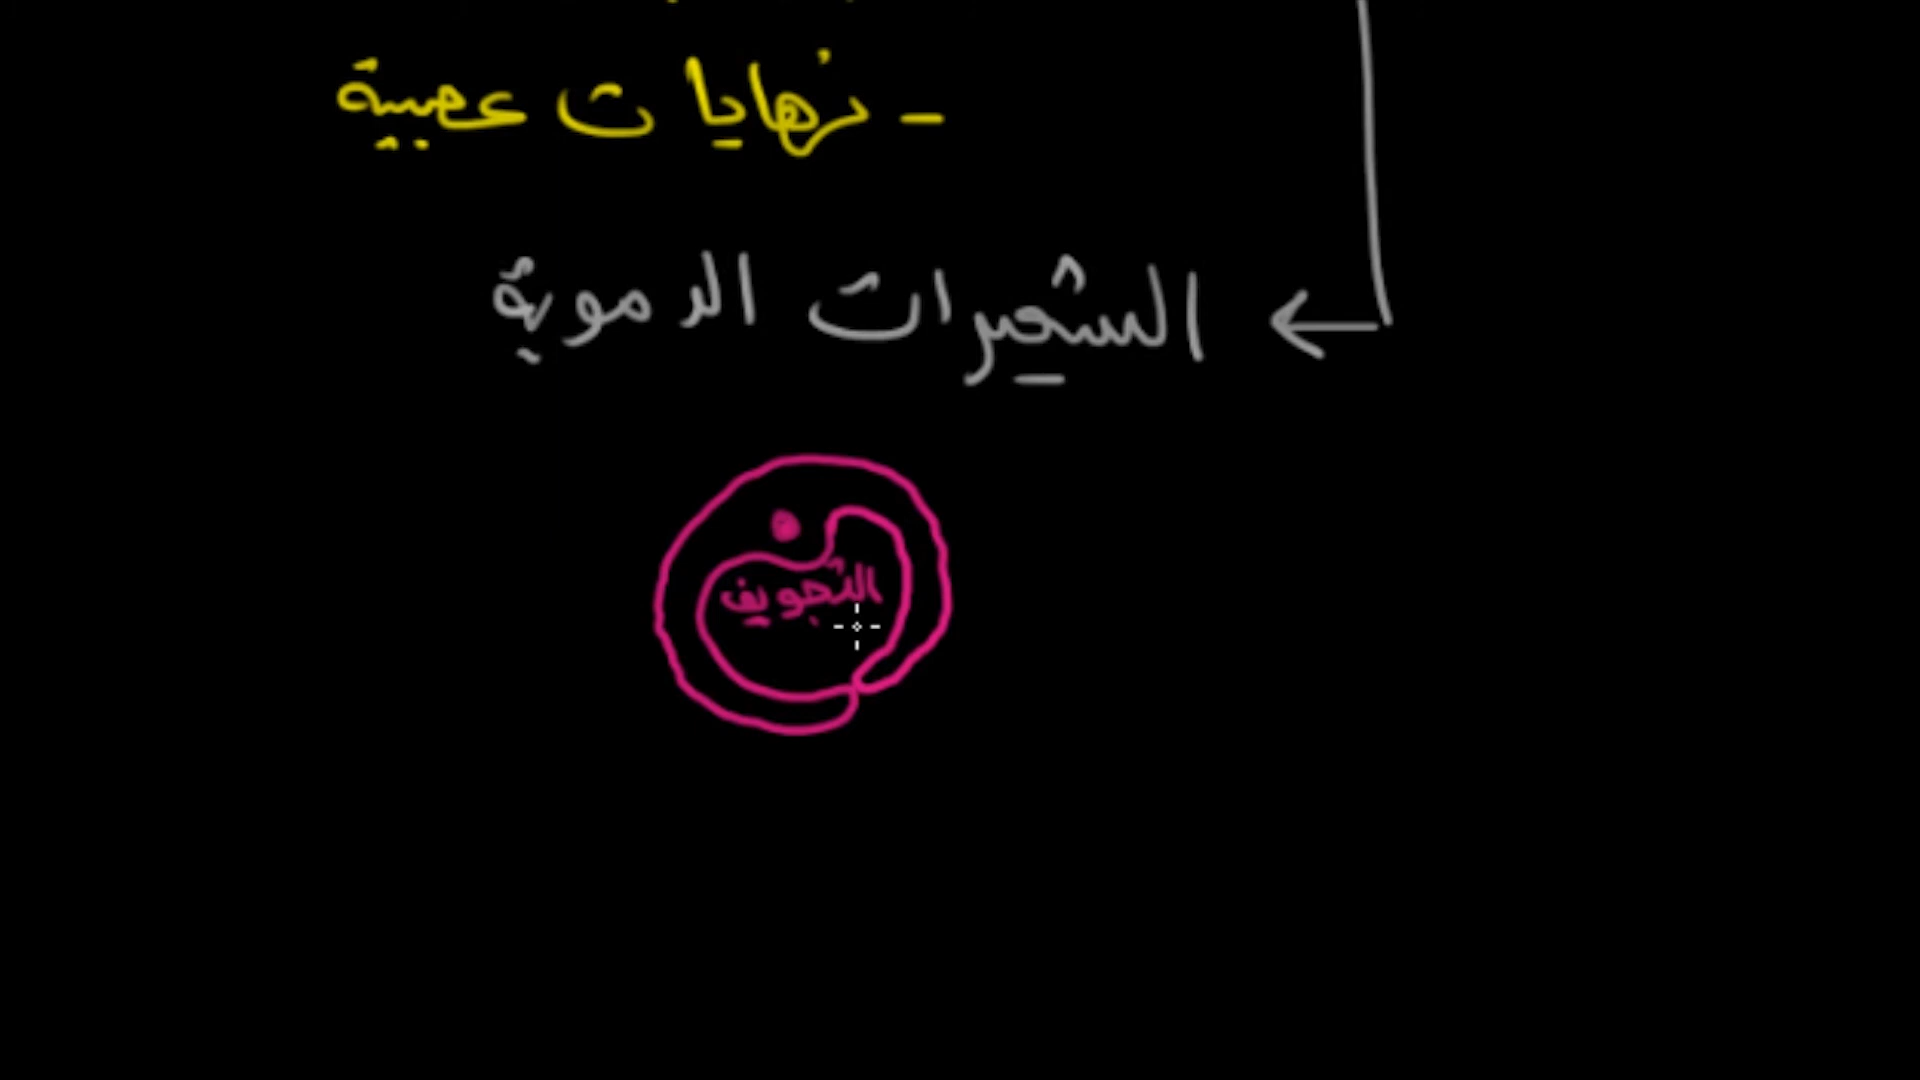 - نهايات عصبية
← الشعيرات الدموية
التجويف